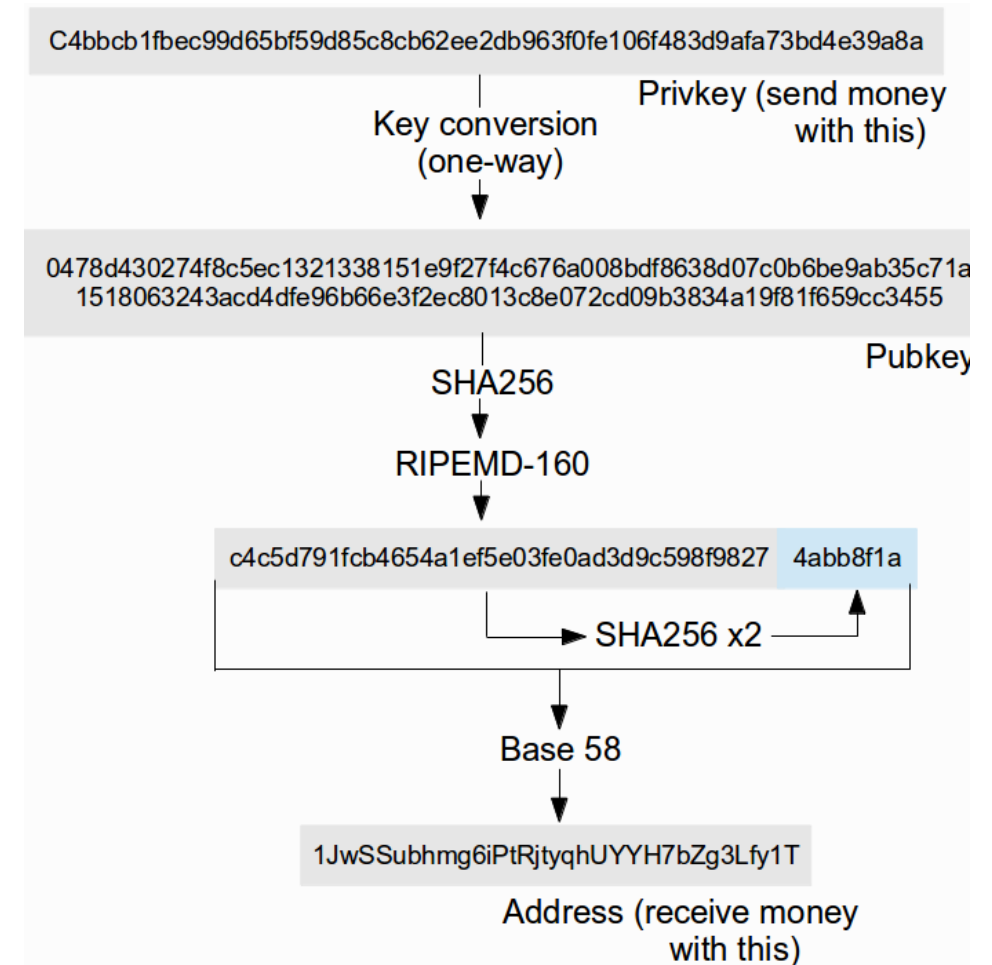 C4bbcb1fbec99d65bf59d85c8cb62ee2db963f0fe106f483d9afa73bd4e39a8a
Privkey (send money
with this)
Key conversion
(one-way)
0478d430274f8c5ec1321338151e9f27f4c676a008bdf8638d07c0b6be9ab35c71a
1518063243acd4dfe96b66e3f2ec8013c8e072cd09b3834a19f81f659cc3455
Pubkey
SHA256
RIPEMD-160
c4c5d791fcb4654a1ef5e03fe0ad3d9c598f9827 4abb8f1a
SHA256 x2
Base 58
1JwSSubhmg6iPtRjtyqhUYYH7bZg3Lfy1T
Address (receive money
with this)